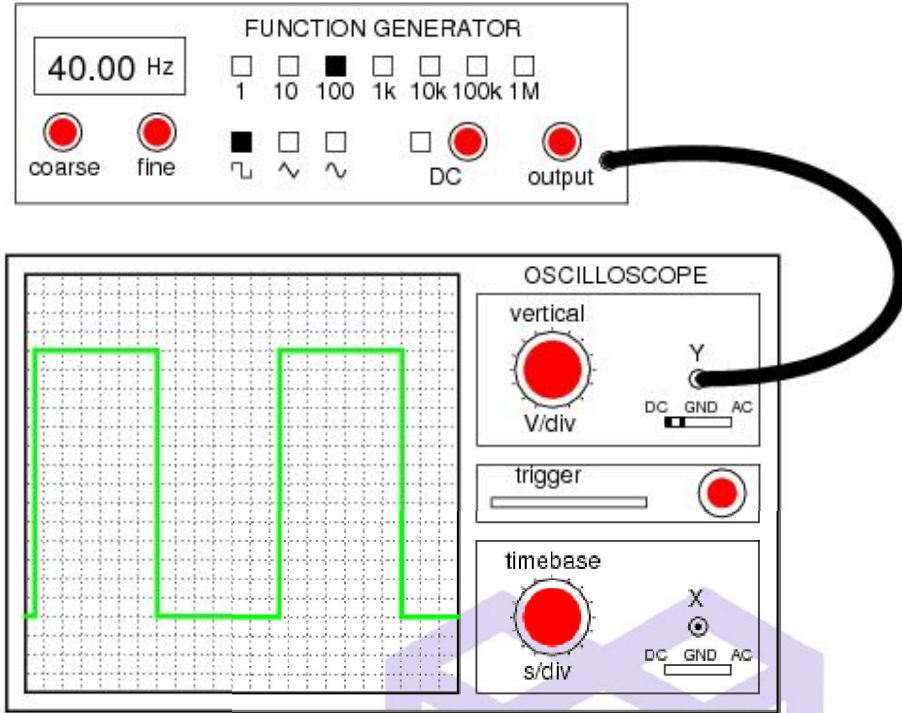 FUNCTION GENERATOR
40.00 Hz
1 10 100 1k 10k 100k 1M
coarse fine DC output
OSCILLOSCOPE
vertical
Y
DC GND AC
V/div
trigger
timebase
X
DC GND AC
s/div